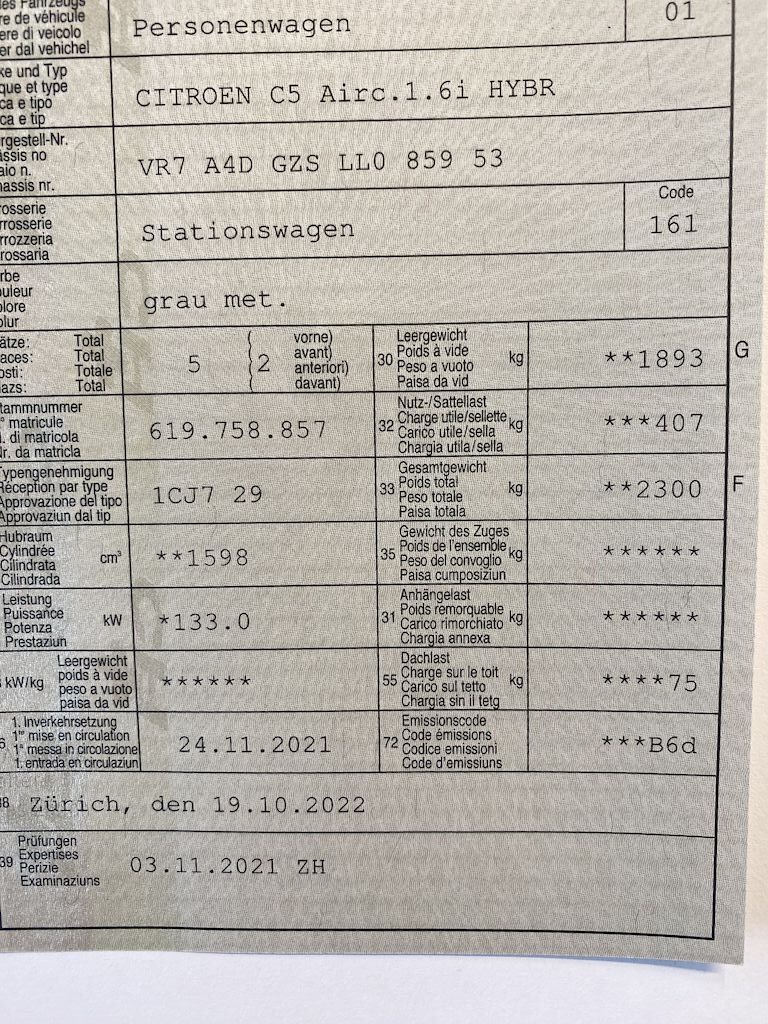 des Fahrzeugs
re de véhicule
ere di veicolo
er dal vehichel
Personenwagen
01
ke und Typ
que et type
ca e tipo
ca e tip
CITROEN C5 Airc.1.6i HYBR
rgestell-Nr.
assis no
aio n.
hassis nr.
VR7 A4D GZS LL0 859 53
rosserie
rrosserie
rrozzeria
rossaria
Stationswagen
Code
161
rbe
uleur
olore
olur
grau met.
ätze: Total
aces: Total
osti: Totale
lazs: Total
5
( 2
vorne)
avant)
anteriori)
davant)
30
Leergewicht
Poids à vide
Peso a vuoto
Paisa da vid
kg
**1893
G
tammnummer
° matricule
. di matricola
Nr. da matricla
619.758.857
32
Nutz-/Sattellast
Charge utile/sellette
Carico utile/sella
Chargia utila/sella
kg
***407
Typengenehmigung
Réception par type
Approvazione del tipo
Approvaziun dal tip
1CJ7 29
33
Gesamtgewicht
Poids total
Peso totale
Paisa totala
kg
**2300
F
Hubraum
Cylindrée
Cilindrata
Cilindrada
cm³
**1598
35
Gewicht des Zuges
Poids de l'ensemble
Peso del convoglio
Paisa cumposiziun
kg
******
Leistung
Puissance
Potenza
Prestaziun
kW
*133.0
31
Anhängelast
Poids remorquable
Carico rimorchiato
Chargia annexa
kg
******
kW/kg
Leergewicht
poids à vide
peso a vuoto
paisa da vid
******
55
Dachlast
Charge sur le toit
Carico sul tetto
Chargia sin il tetg
kg
****75
6
1. Inverkehrsetzung
1re mise en circulation
1a messa in circolazione
1. entrada en circulaziun
24.11.2021
72
Emissionscode
Code émissions
Codice emissioni
Code d'emissiuns
***B6d
38 Zürich, den 19.10.2022
39
Prüfungen
Expertises
Perizie
Examinaziuns
03.11.2021 ZH